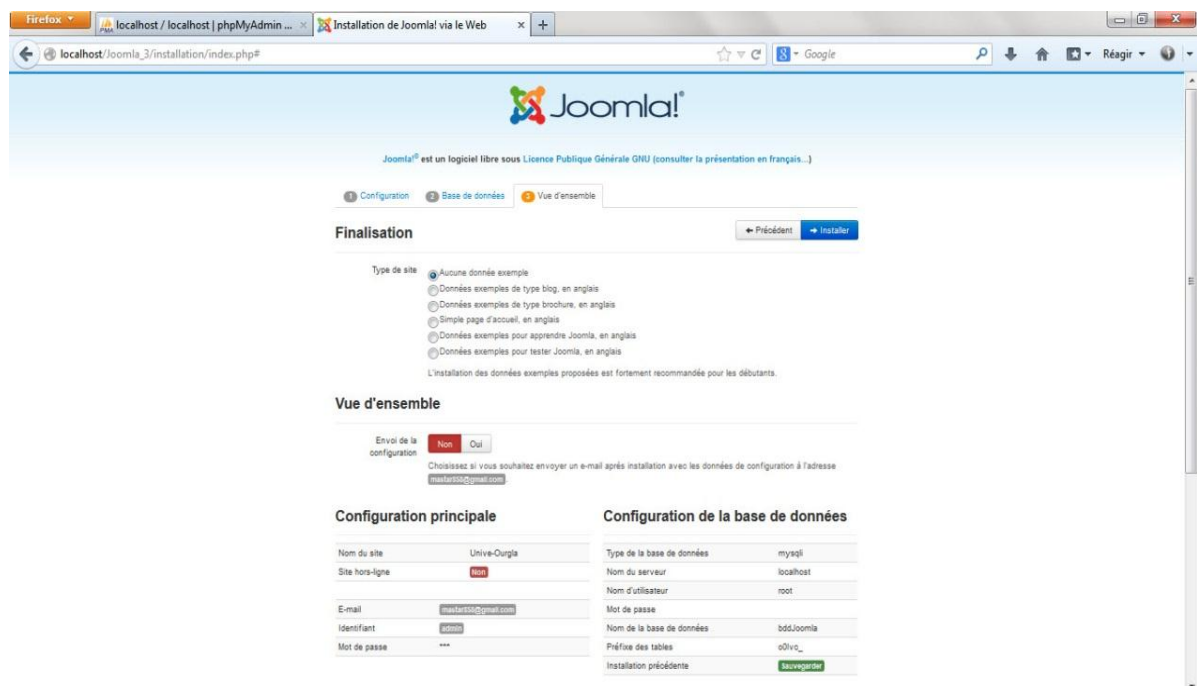 Firefox
localhost / localhost | phpMyAdmin ...
Installation de Joomla! via le Web
localhost/Joomla_3/installation/index.php#
Google
Réagir
Joomla!
Joomla!® est un logiciel libre sous Licence Publique Générale GNU (consulter la présentation en français...)
1 Configuration
2 Base de données
3 Vue d'ensemble
Finalisation
Précédent
Installer
Type de site
Aucune donnée exemple
Données exemples de type blog, en anglais
Données exemples de type brochure, en anglais
Simple page d'accueil, en anglais
Données exemples pour apprendre Joomla, en anglais
Données exemples pour tester Joomla, en anglais
L'installation des données exemples proposées est fortement recommandée pour les débutants.
Vue d'ensemble
Envoi de la
configuration
Non Oui
Choisissez si vous souhaitez envoyer un e-mail après installation avec les données de configuration à l'adresse
Configuration principale
Nom du site Unive-Ourgla
Site hors-ligne Non
E-mail
Identifiant admin
Mot de passe ***
Configuration de la base de données
Type de la base de données mysqli
Nom du serveur localhost
Nom d'utilisateur root
Mot de passe
Nom de la base de données bddJoomla
Préfixe des tables
Installation précédente Sauvegarder